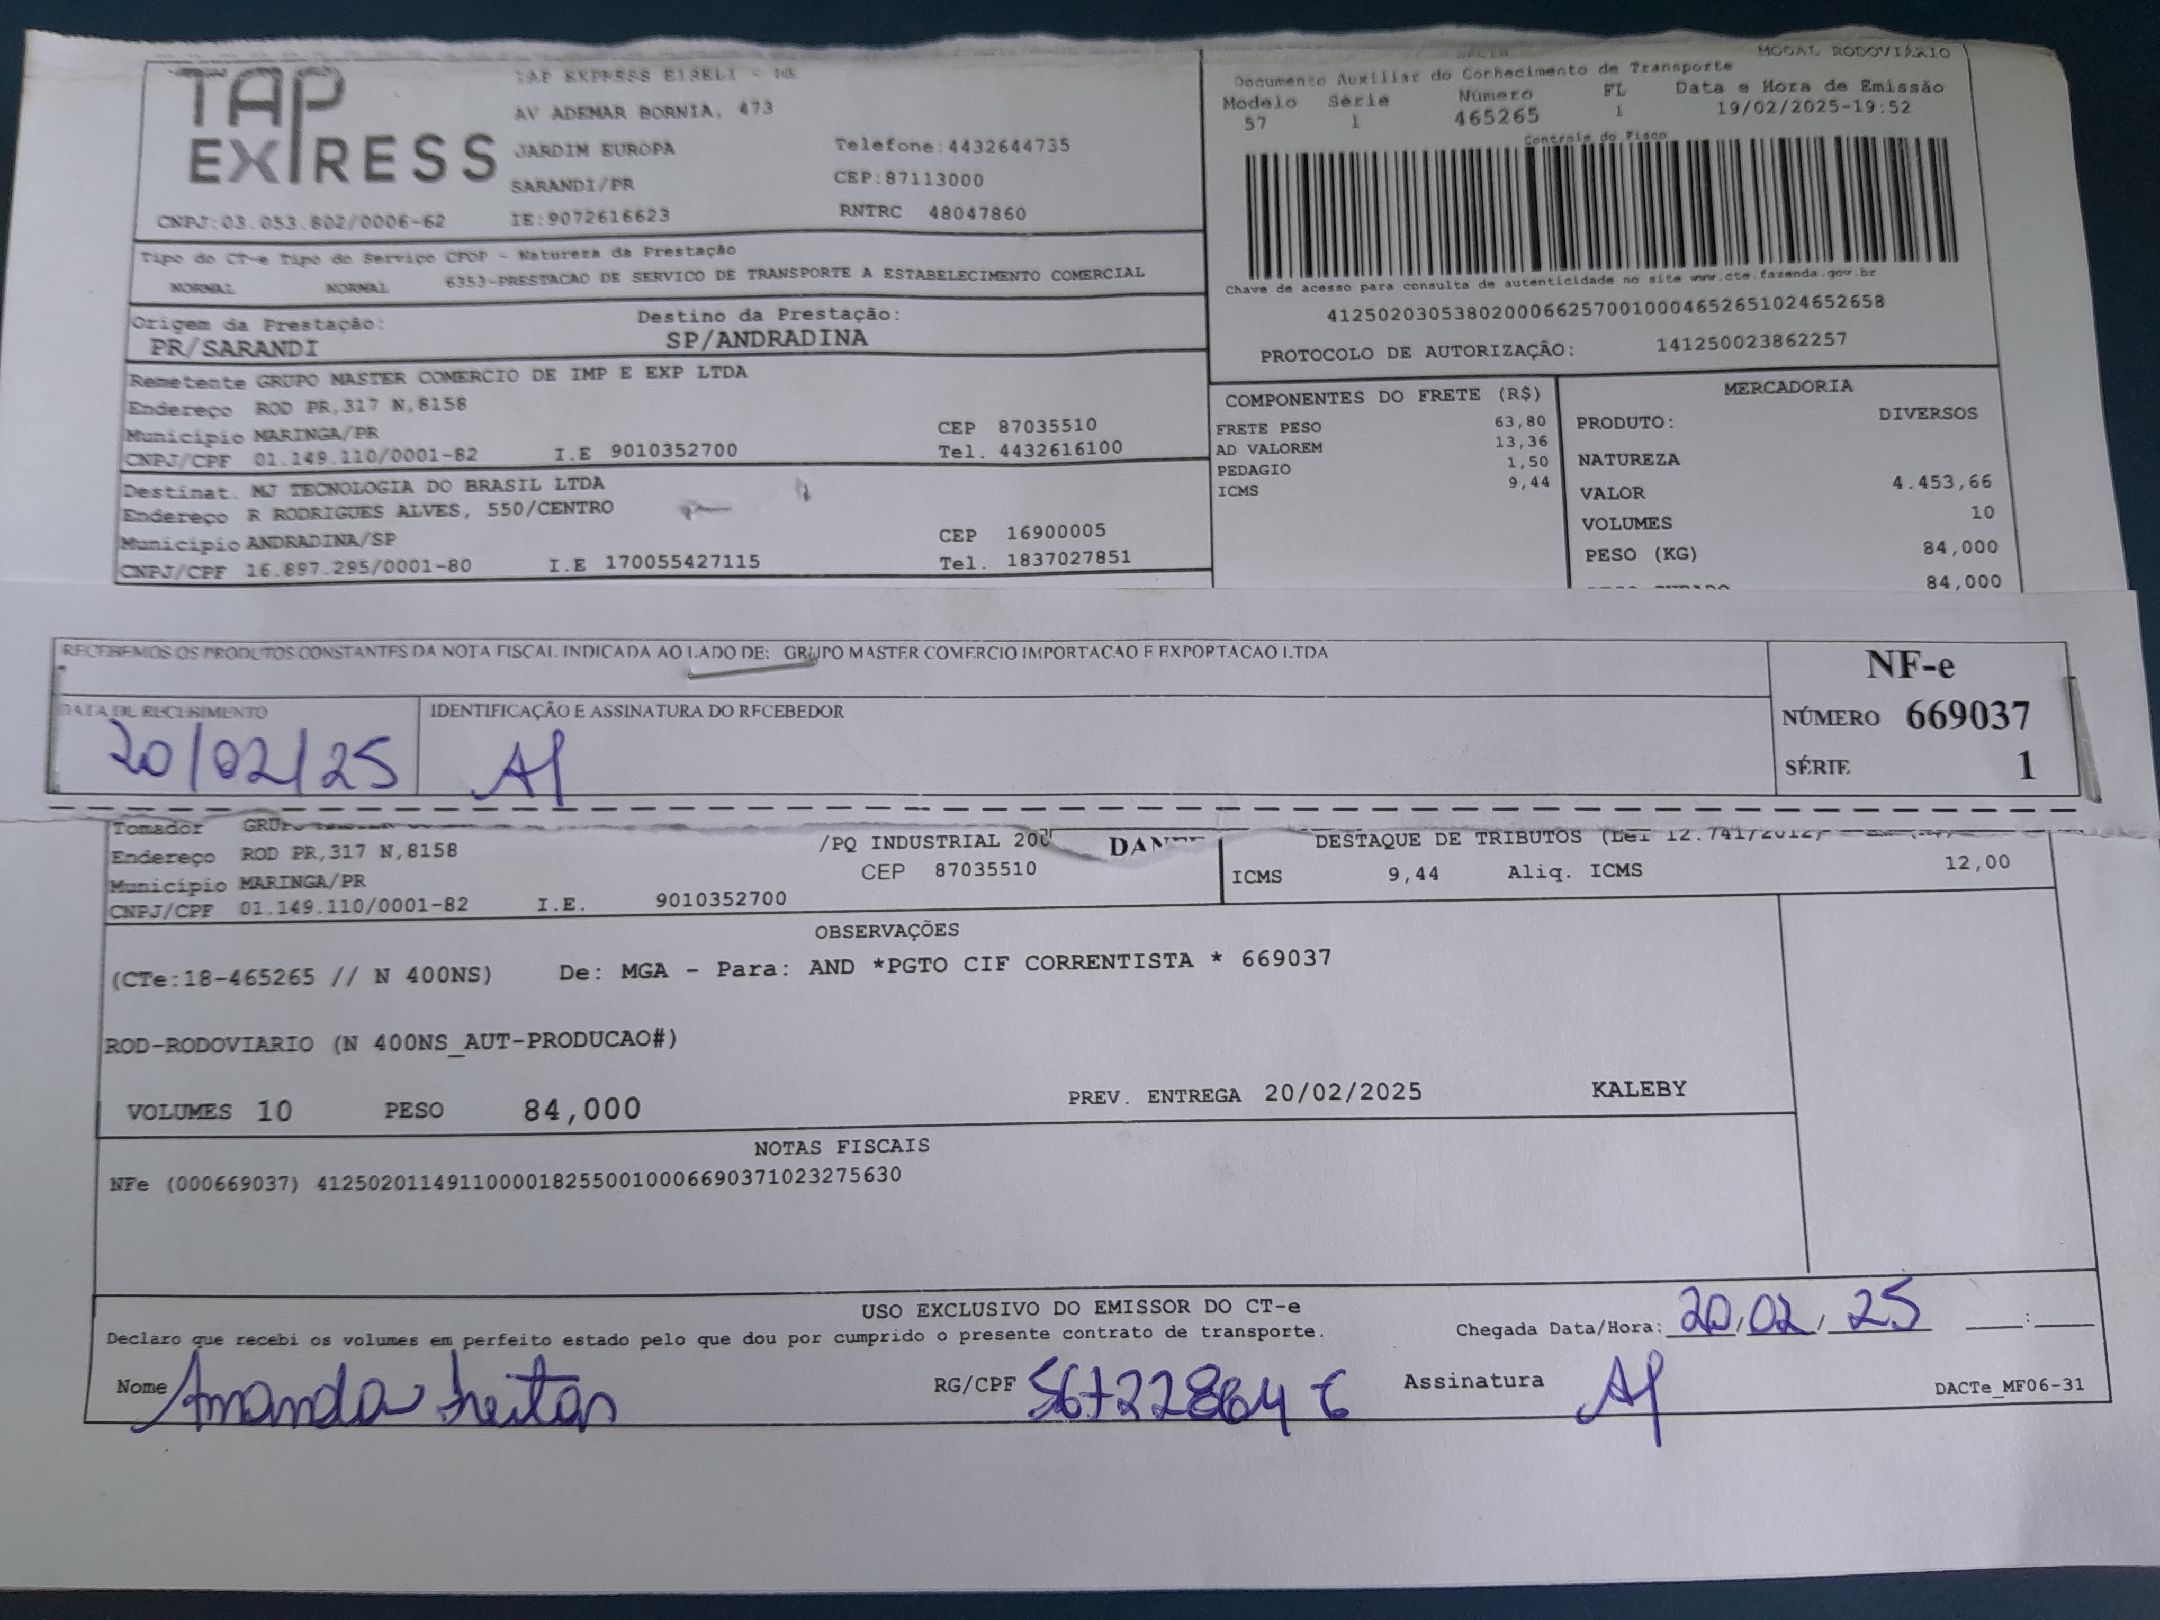 TAP EXPRESS
TAP EXPRESS EIRELI -
AV ADEMAR BORNIA, 473
JARDIM EUROPA Telefone:4432644735
SARANDI/PR CEP:87113000
CNPJ:03.053.802/0006-62 IE:9072616623 RNTRC 48047860
Tipo do CT-e Tipo do Serviço CFOP - Natureza da Prestação
NORMAL NORMAL 6353-PRESTACAO DE SERVICO DE TRANSPORTE A ESTABELECIMENTO COMERCIAL
Origem da Prestação: Destino da Prestação:
PR/SARANDI SP/ANDRADINA
Remetente GRUPO MASTER COMERCIO DE IMP E EXP LTDA
Endereço ROD PR,317 N,8158
Município MARINGA/PR CEP 87035510
CNPJ/CPF 01.149.110/0001-82 I.E 9010352700 Tel. 4432616100
Destinat. MJ TECNOLOGIA DO BRASIL LTDA
Endereço R RODRIGUES ALVES, 550/CENTRO
Município ANDRADINA/SP CEP 16900005
CNPJ/CPF 16.897.295/0001-80 I.E 170055427115 Tel. 1837027851
MODAL RODOVIÁRIO
Documento Auxiliar do Conhecimento de Transporte
Modelo Série Número FL Data e Hora de Emissão
57 1 465265 1 19/02/2025-19:52
Controle do Fisco
Chave de acesso para consulta de autenticidade no site www.cte.fazenda.gov.br
41250203053802000662570010004652651024652658
PROTOCOLO DE AUTORIZAÇÃO: 141250023862257
COMPONENTES DO FRETE (R$)
FRETE PESO 63,80
AD VALOREM 13,36
PEDAGIO 1,50
ICMS 9,44
MERCADORIA
PRODUTO: DIVERSOS
NATUREZA
VALOR 4.453,66
VOLUMES 10
PESO (KG) 84,000
84,000
RECEBEMOS OS PRODUTOS CONSTANTES DA NOTA FISCAL INDICADA AO LADO DE: GRUPO MASTER COMERCIO IMPORTACAO E EXPORTACAO LTDA
DATA DE RECEBIMENTO IDENTIFICAÇÃO E ASSINATURA DO RECEBEDOR
20/02/25 Af
NF-e
NÚMERO 669037
SÉRIE 1
Tomador
Endereço ROD PR,317 N,8158 /PQ INDUSTRIAL 200
Município MARINGA/PR CEP 87035510
CNPJ/CPF 01.149.110/0001-82 I.E. 9010352700
DESTAQUE DE TRIBUTOS (Lei 12.741/2012)
ICMS 9,44 Aliq. ICMS 12,00
OBSERVAÇÕES
(CTe:18-465265 // N 400NS) De: MGA - Para: AND *PGTO CIF CORRENTISTA * 669037
ROD-RODOVIARIO (N 400NS_AUT-PRODUCAO#)
VOLUMES 10 PESO 84,000 PREV. ENTREGA 20/02/2025 KALEBY
NOTAS FISCAIS
NFe (000669037) 41250201149110000182550010006690371023275630
USO EXCLUSIVO DO EMISSOR DO CT-e
Declaro que recebi os volumes em perfeito estado pelo que dou por cumprido o presente contrato de transporte. Chegada Data/Hora: 20/02/25 __:__
Nome Amanda Freitas RG/CPF Assinatura Af DACTe_MF06-31